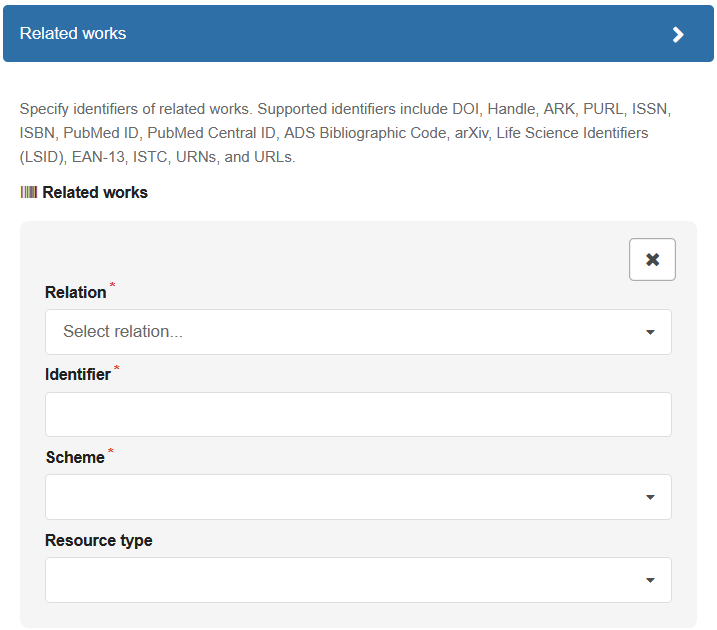 Related works
Specify identifiers of related works. Supported identifiers include DOI, Handle, ARK, PURL, ISSN,
ISBN, PubMed ID, PubMed Central ID, ADS Bibliographic Code, arXiv, Life Science Identifiers
(LSID), EAN-13, ISTC, URNs, and URLs.
Related works
Relation *
Select relation...
Identifier *
Scheme *
Resource type